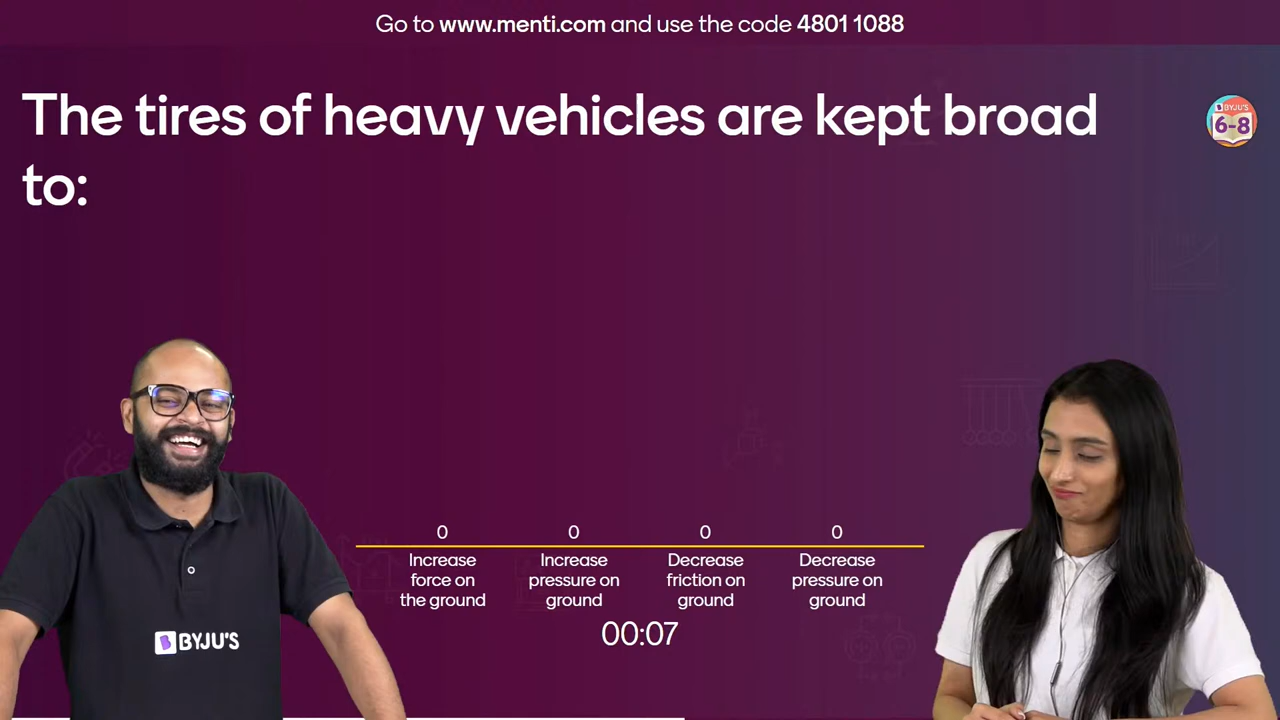 Go to www.menti.com and use the code 4801 1088
The tires of heavy vehicles are kept broad
to:
BYJU'S
6-8
0 0 0 0
Increase
force on
the ground
Increase
pressure on
ground
Decrease
friction on
ground
Decrease
pressure on
ground
00:07
BYJU'S